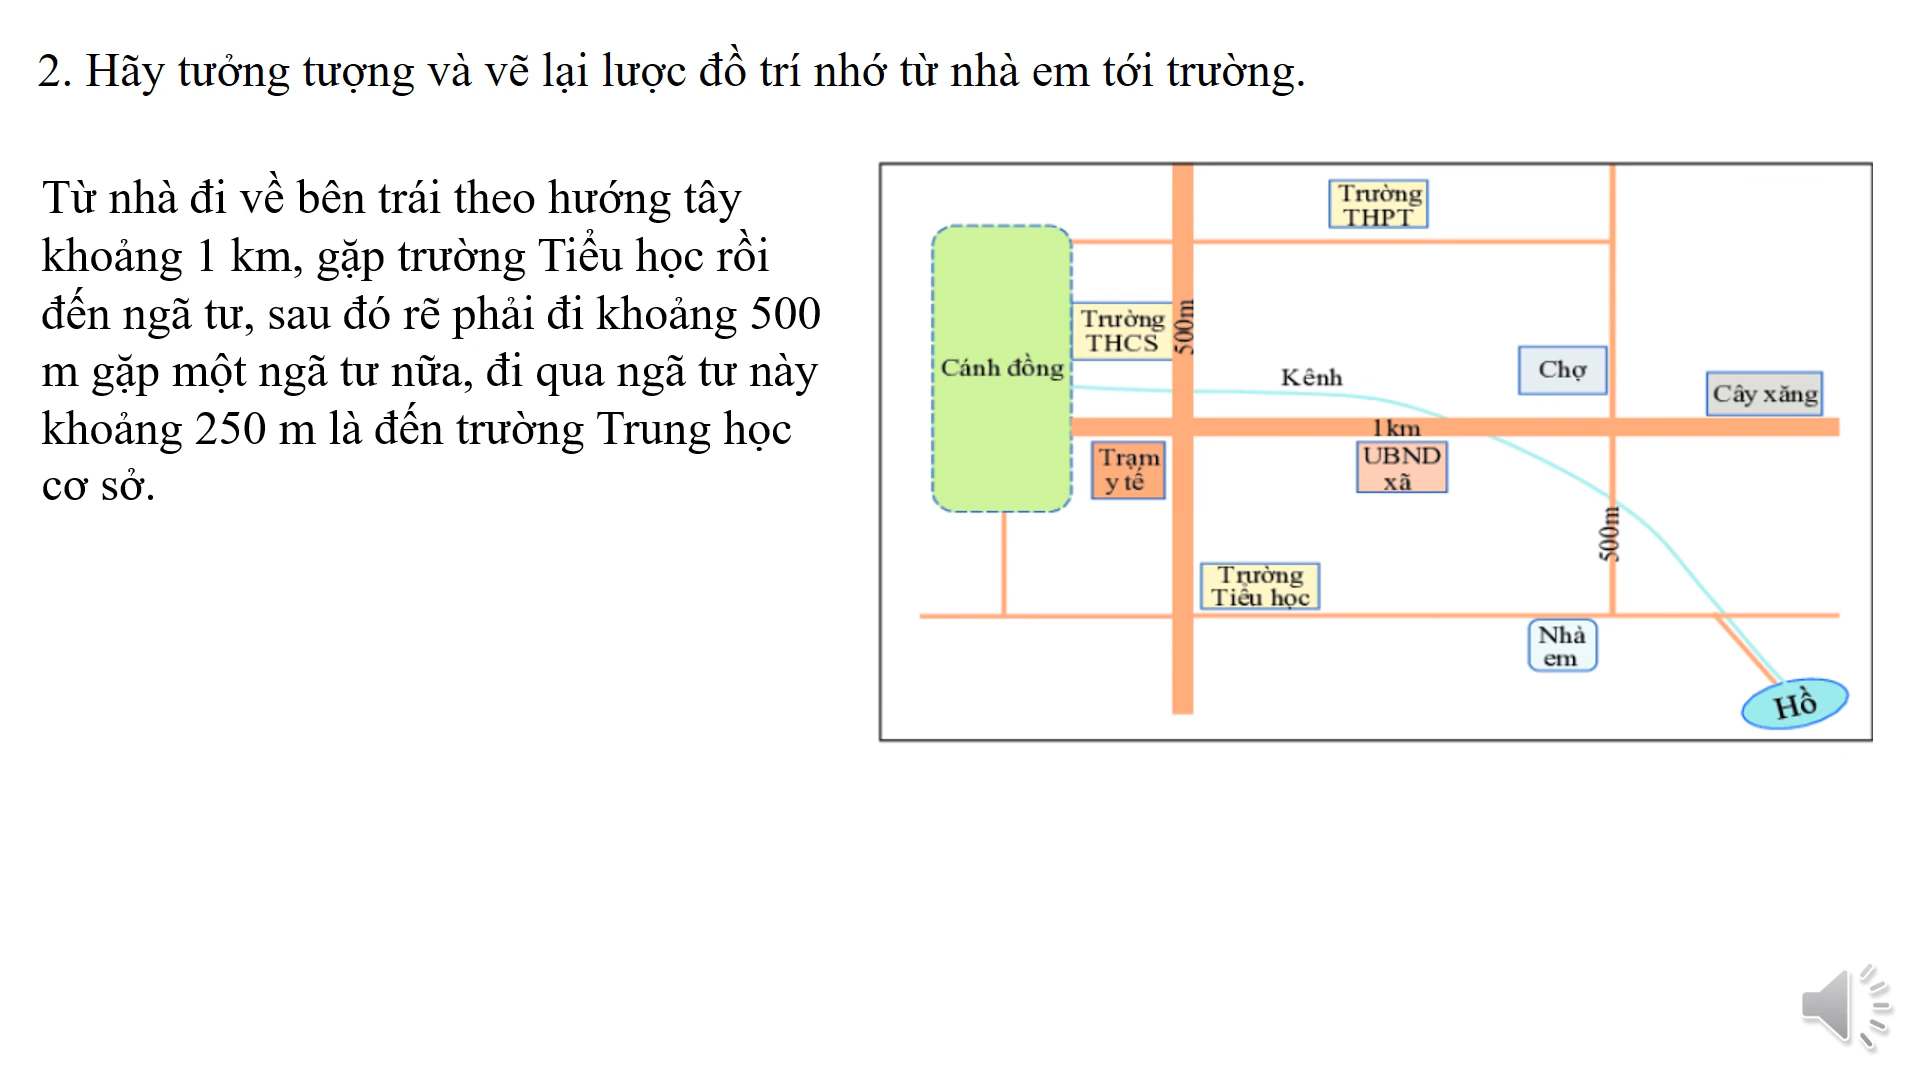 2. Hãy tưởng tượng và vẽ lại lược đồ trí nhớ từ nhà em tới trường.
Từ nhà đi về bên trái theo hướng tây
khoảng 1 km, gặp trường Tiểu học rồi
đến ngã tư, sau đó rẽ phải đi khoảng 500
m gặp một ngã tư nữa, đi qua ngã tư này
khoảng 250 m là đến trường Trung học
cơ sở.
Trường
THPT
500m
Trường
THCS
Cánh đồng
Kênh
Chợ
Cây xăng
1km
Trạm
y tế
UBND
xã
500m
Trường
Tiểu học
Nhà
em
Hồ